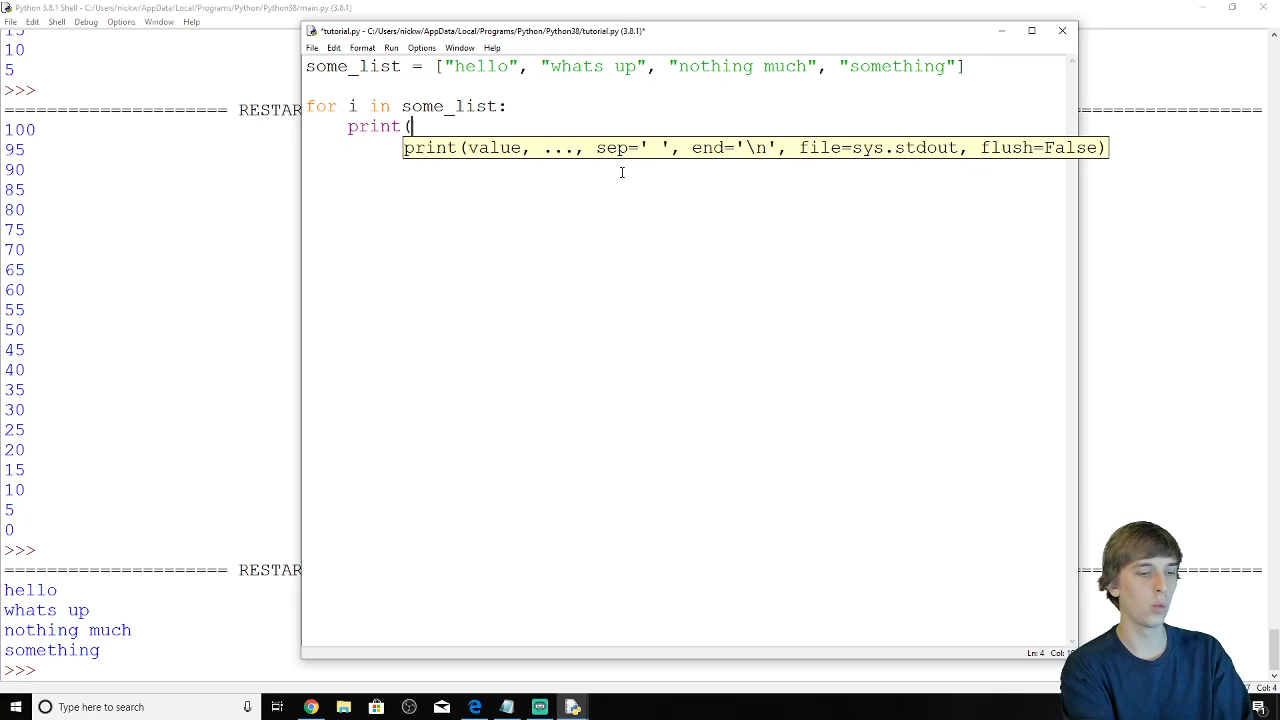 Python 3.8.1 Shell - C:/Users/nickw/AppData/Local/Programs/Python/Python38/main.py (3.8.1)
File Edit Shell Debug Options Window Help
10
5
>>>
==================== RESTAR
100
95
90
85
80
75
70
65
60
55
50
45
40
35
30
25
20
15
10
5
0
>>>
==================== RESTAR
hello
whats up
nothing much
something
>>>
*tutorial.py - C:/Users/nickw/AppData/Local/Programs/Python/Python38/tutorial.py (3.8.1)*
File Edit Format Run Options Window Help
some_list = ["hello", "whats up", "nothing much", "something"]
for i in some_list:
print(
print(value, ..., sep=' ', end='\n', file=sys.stdout, flush=False)
Ln: 4 Col:
Col: 4
Type here to search